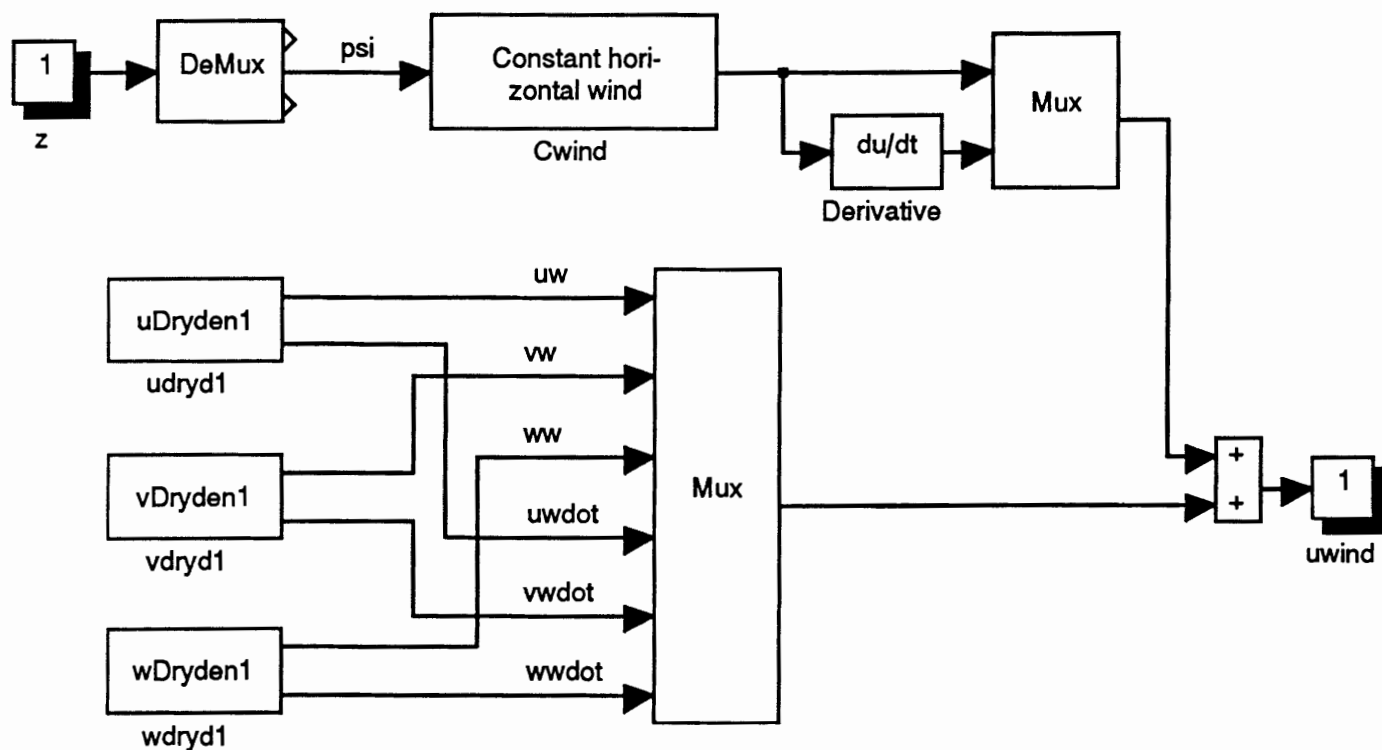 1
z
DeMux
psi
Constant hori-
zontal wind
Cwind
du/dt
Derivative
Mux
uDryden1
udryd1
vDryden1
vdryd1
wDryden1
wdryd1
uw
vw
ww
uwdot
vwdot
wwdot
Mux
+
+
1
uwind